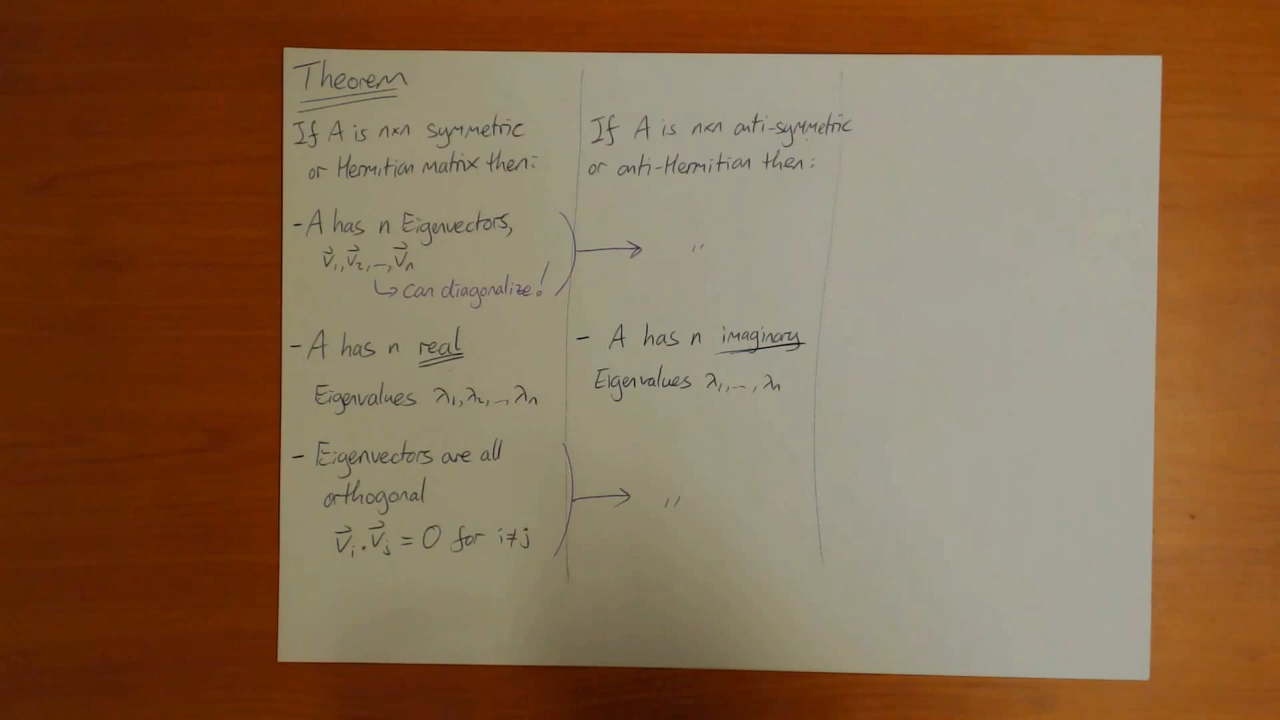 Theorem
If A is n×n symmetric
or Hermitian matrix then:
- A has n Eigenvectors,
v⃗₁, v⃗₂, ..., v⃗ₙ
↳ can diagonalize!
- A has n real
Eigenvalues λ₁, λ₂, .., λₙ
- Eigenvectors are all
orthogonal
v⃗ᵢ · v⃗ⱼ = 0 for i≠j
If A is n×n anti-symmetric
or anti-Hermitian then:
→ "
- A has n imaginary
Eigenvalues λ₁, ..., λₙ
→ "